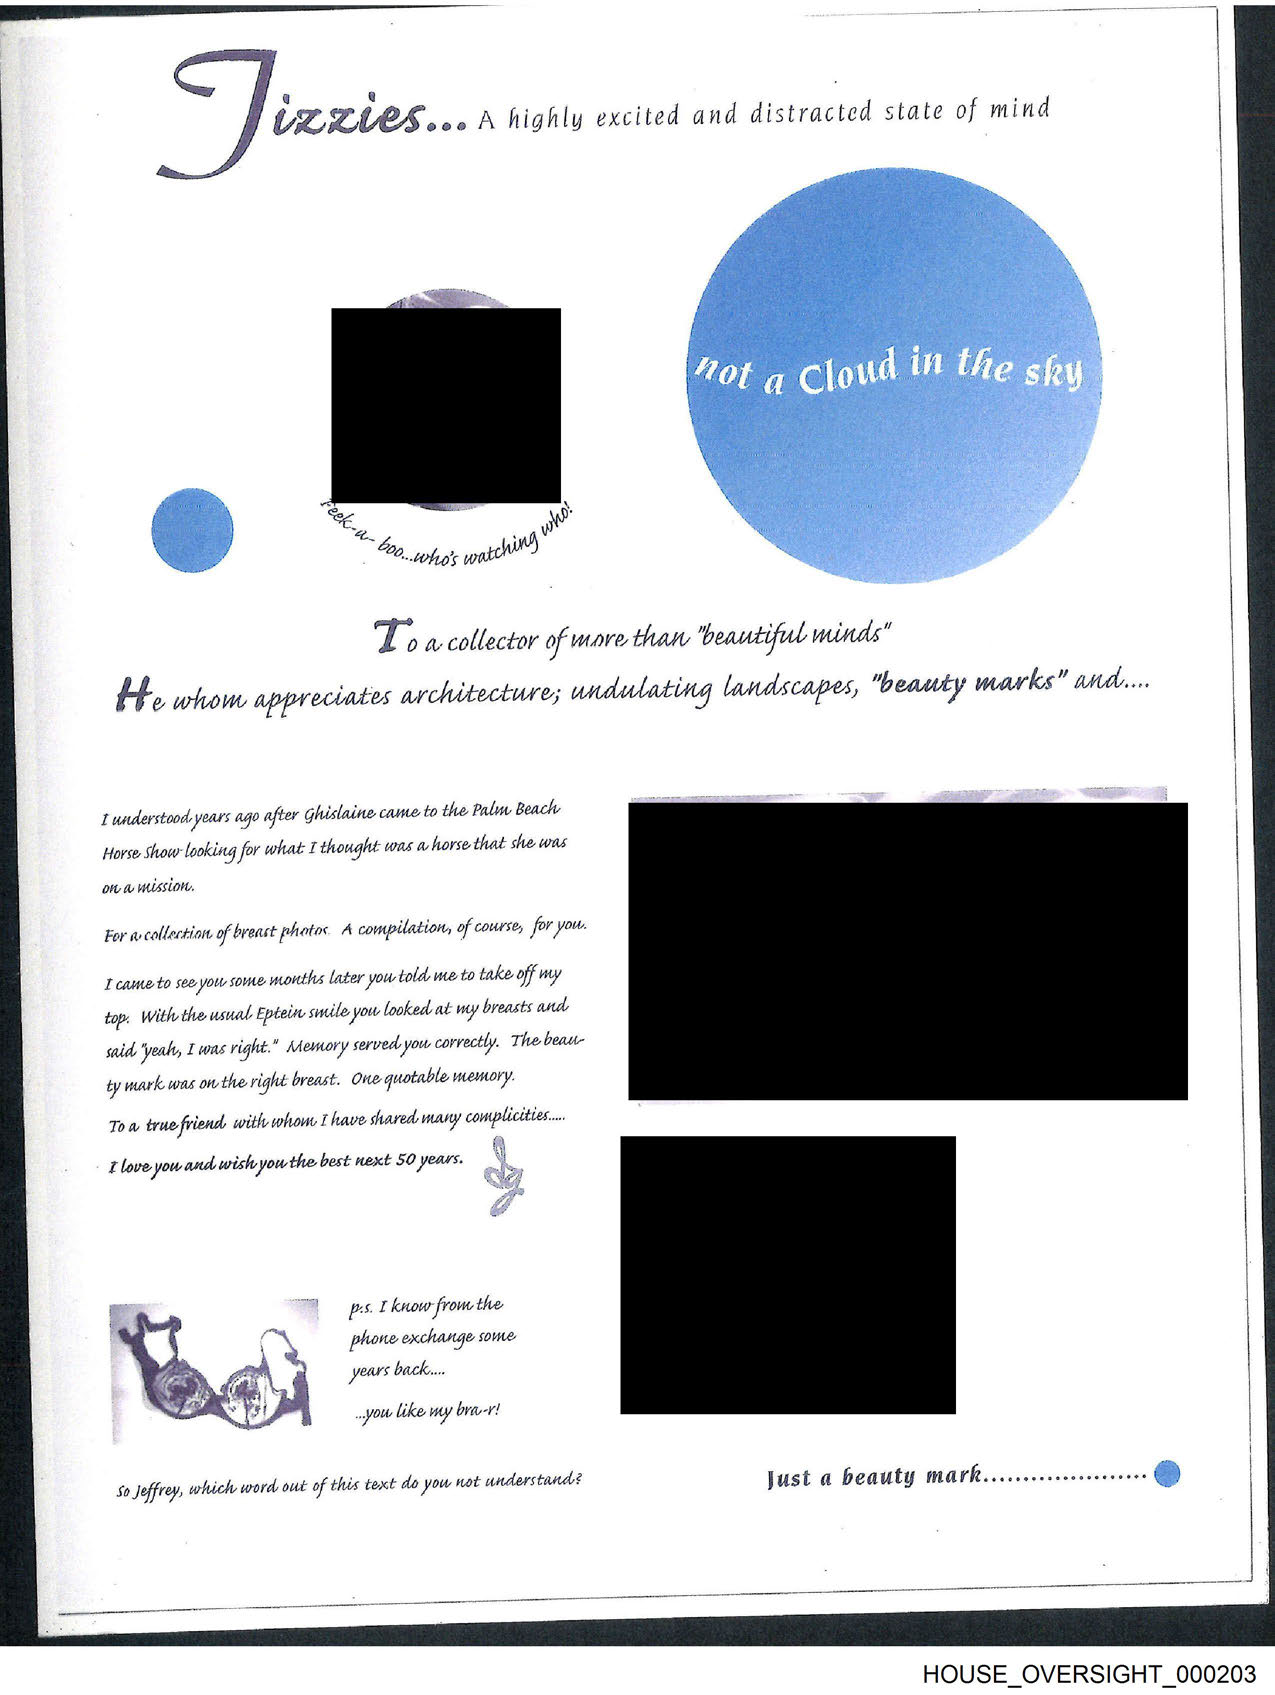 Jizzies... A highly excited and distracted state of mind
not a Cloud in the sky
Peek-a-boo...who's watching who!
To a collector of more than "beautiful minds"
He whom appreciates architecture; undulating landscapes, "beauty marks" and....
I understood years ago after Ghislaine came to the Palm Beach
Horse Show looking for what I thought was a horse that she was
on a mission.
For a collection of breast photos. A compilation, of course, for you.
I came to see you some months later you told me to take off my
top. With the usual Eptein smile you looked at my breasts and
said "yeah, I was right." Memory served you correctly. The beau-
ty mark was on the right breast. One quotable memory.
To a true friend with whom I have shared many complicities.....
I love you and wish you the best next 50 years.
p.s. I know from the
phone exchange some
years back....
...you like my bra-r!
So Jeffrey, which word out of this text do you not understand?
Just a beauty mark.....................
HOUSE_OVERSIGHT_000203